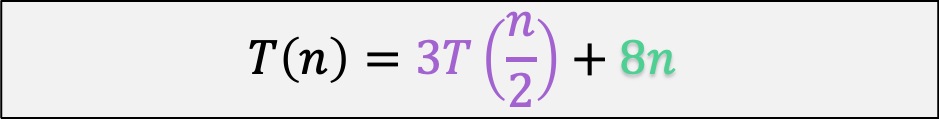 T(n) = 3T(n/2) + 8n